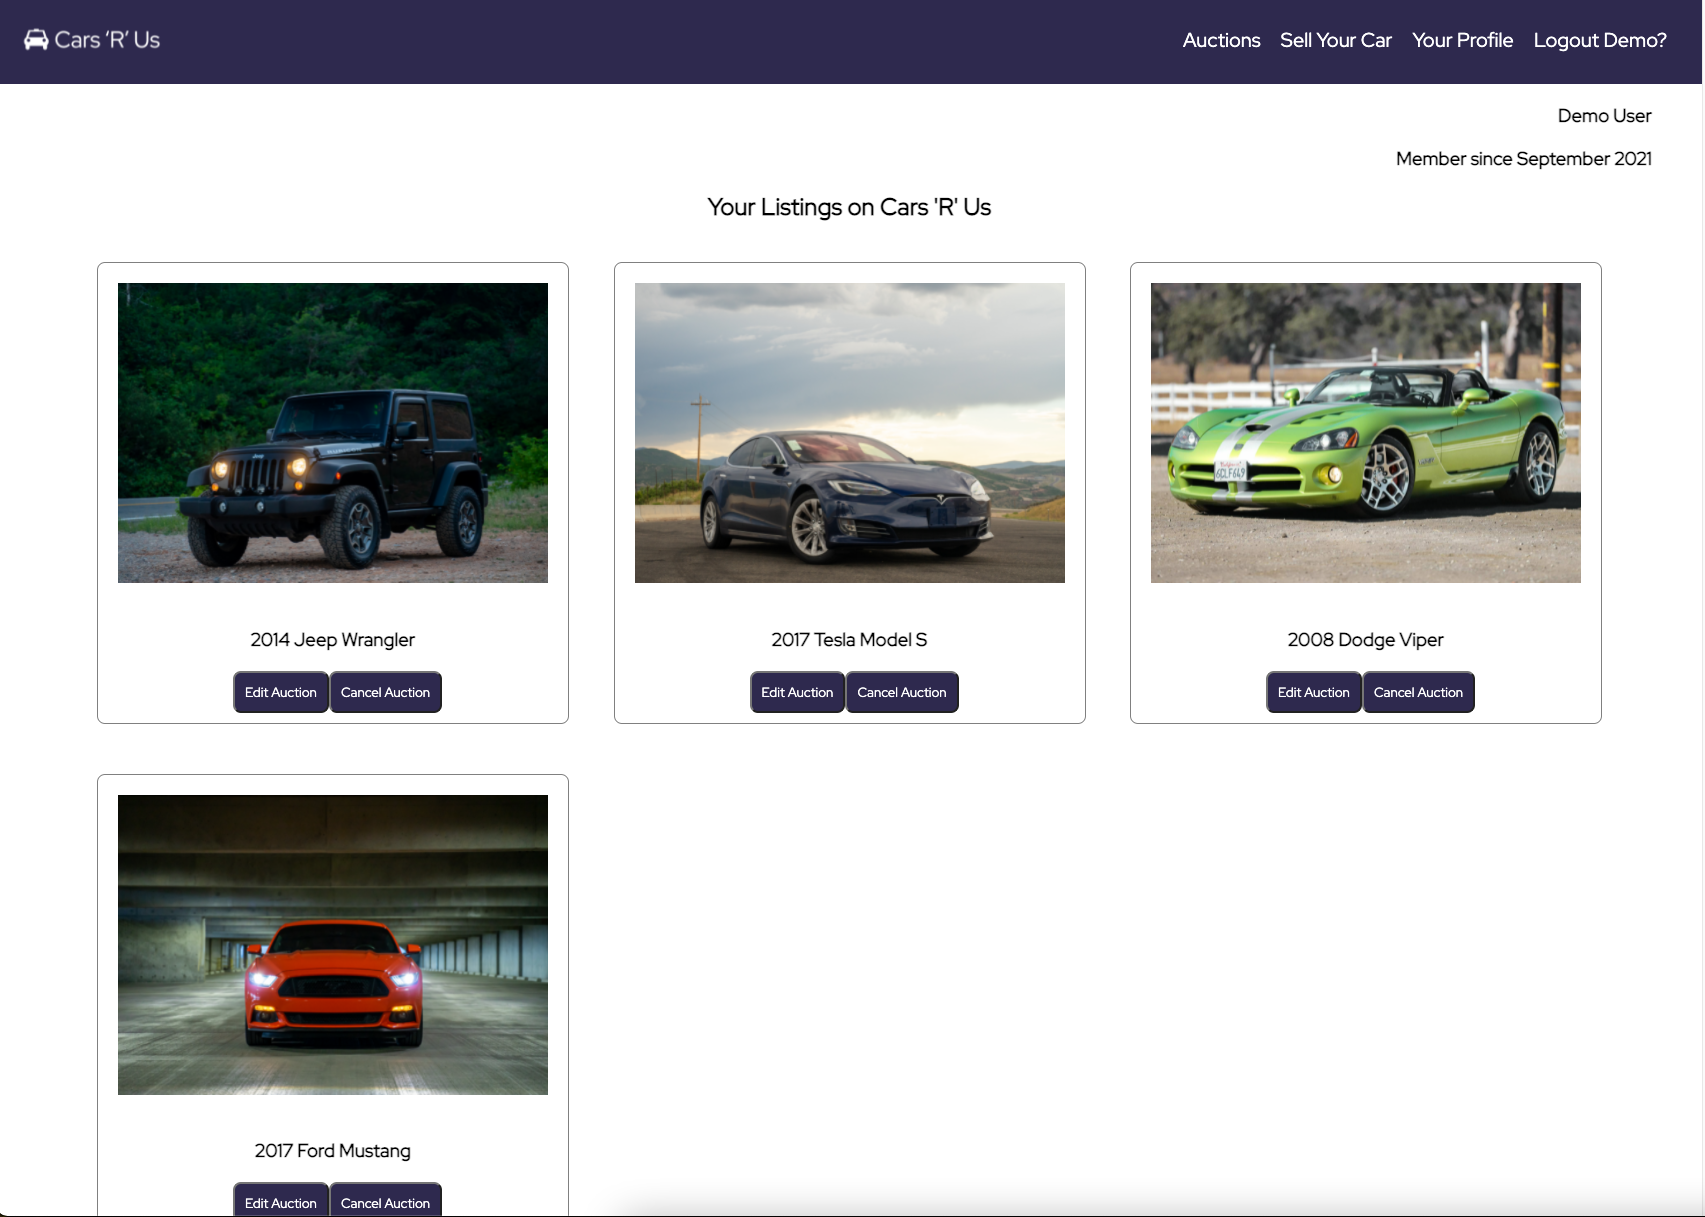 Cars ‘R’ Us
Auctions Sell Your Car Your Profile Logout Demo?
Demo User
Member since September 2021
Your Listings on Cars 'R' Us
2014 Jeep Wrangler
Edit Auction Cancel Auction
2017 Tesla Model S
Edit Auction Cancel Auction
2008 Dodge Viper
Edit Auction Cancel Auction
2017 Ford Mustang
Edit Auction Cancel Auction